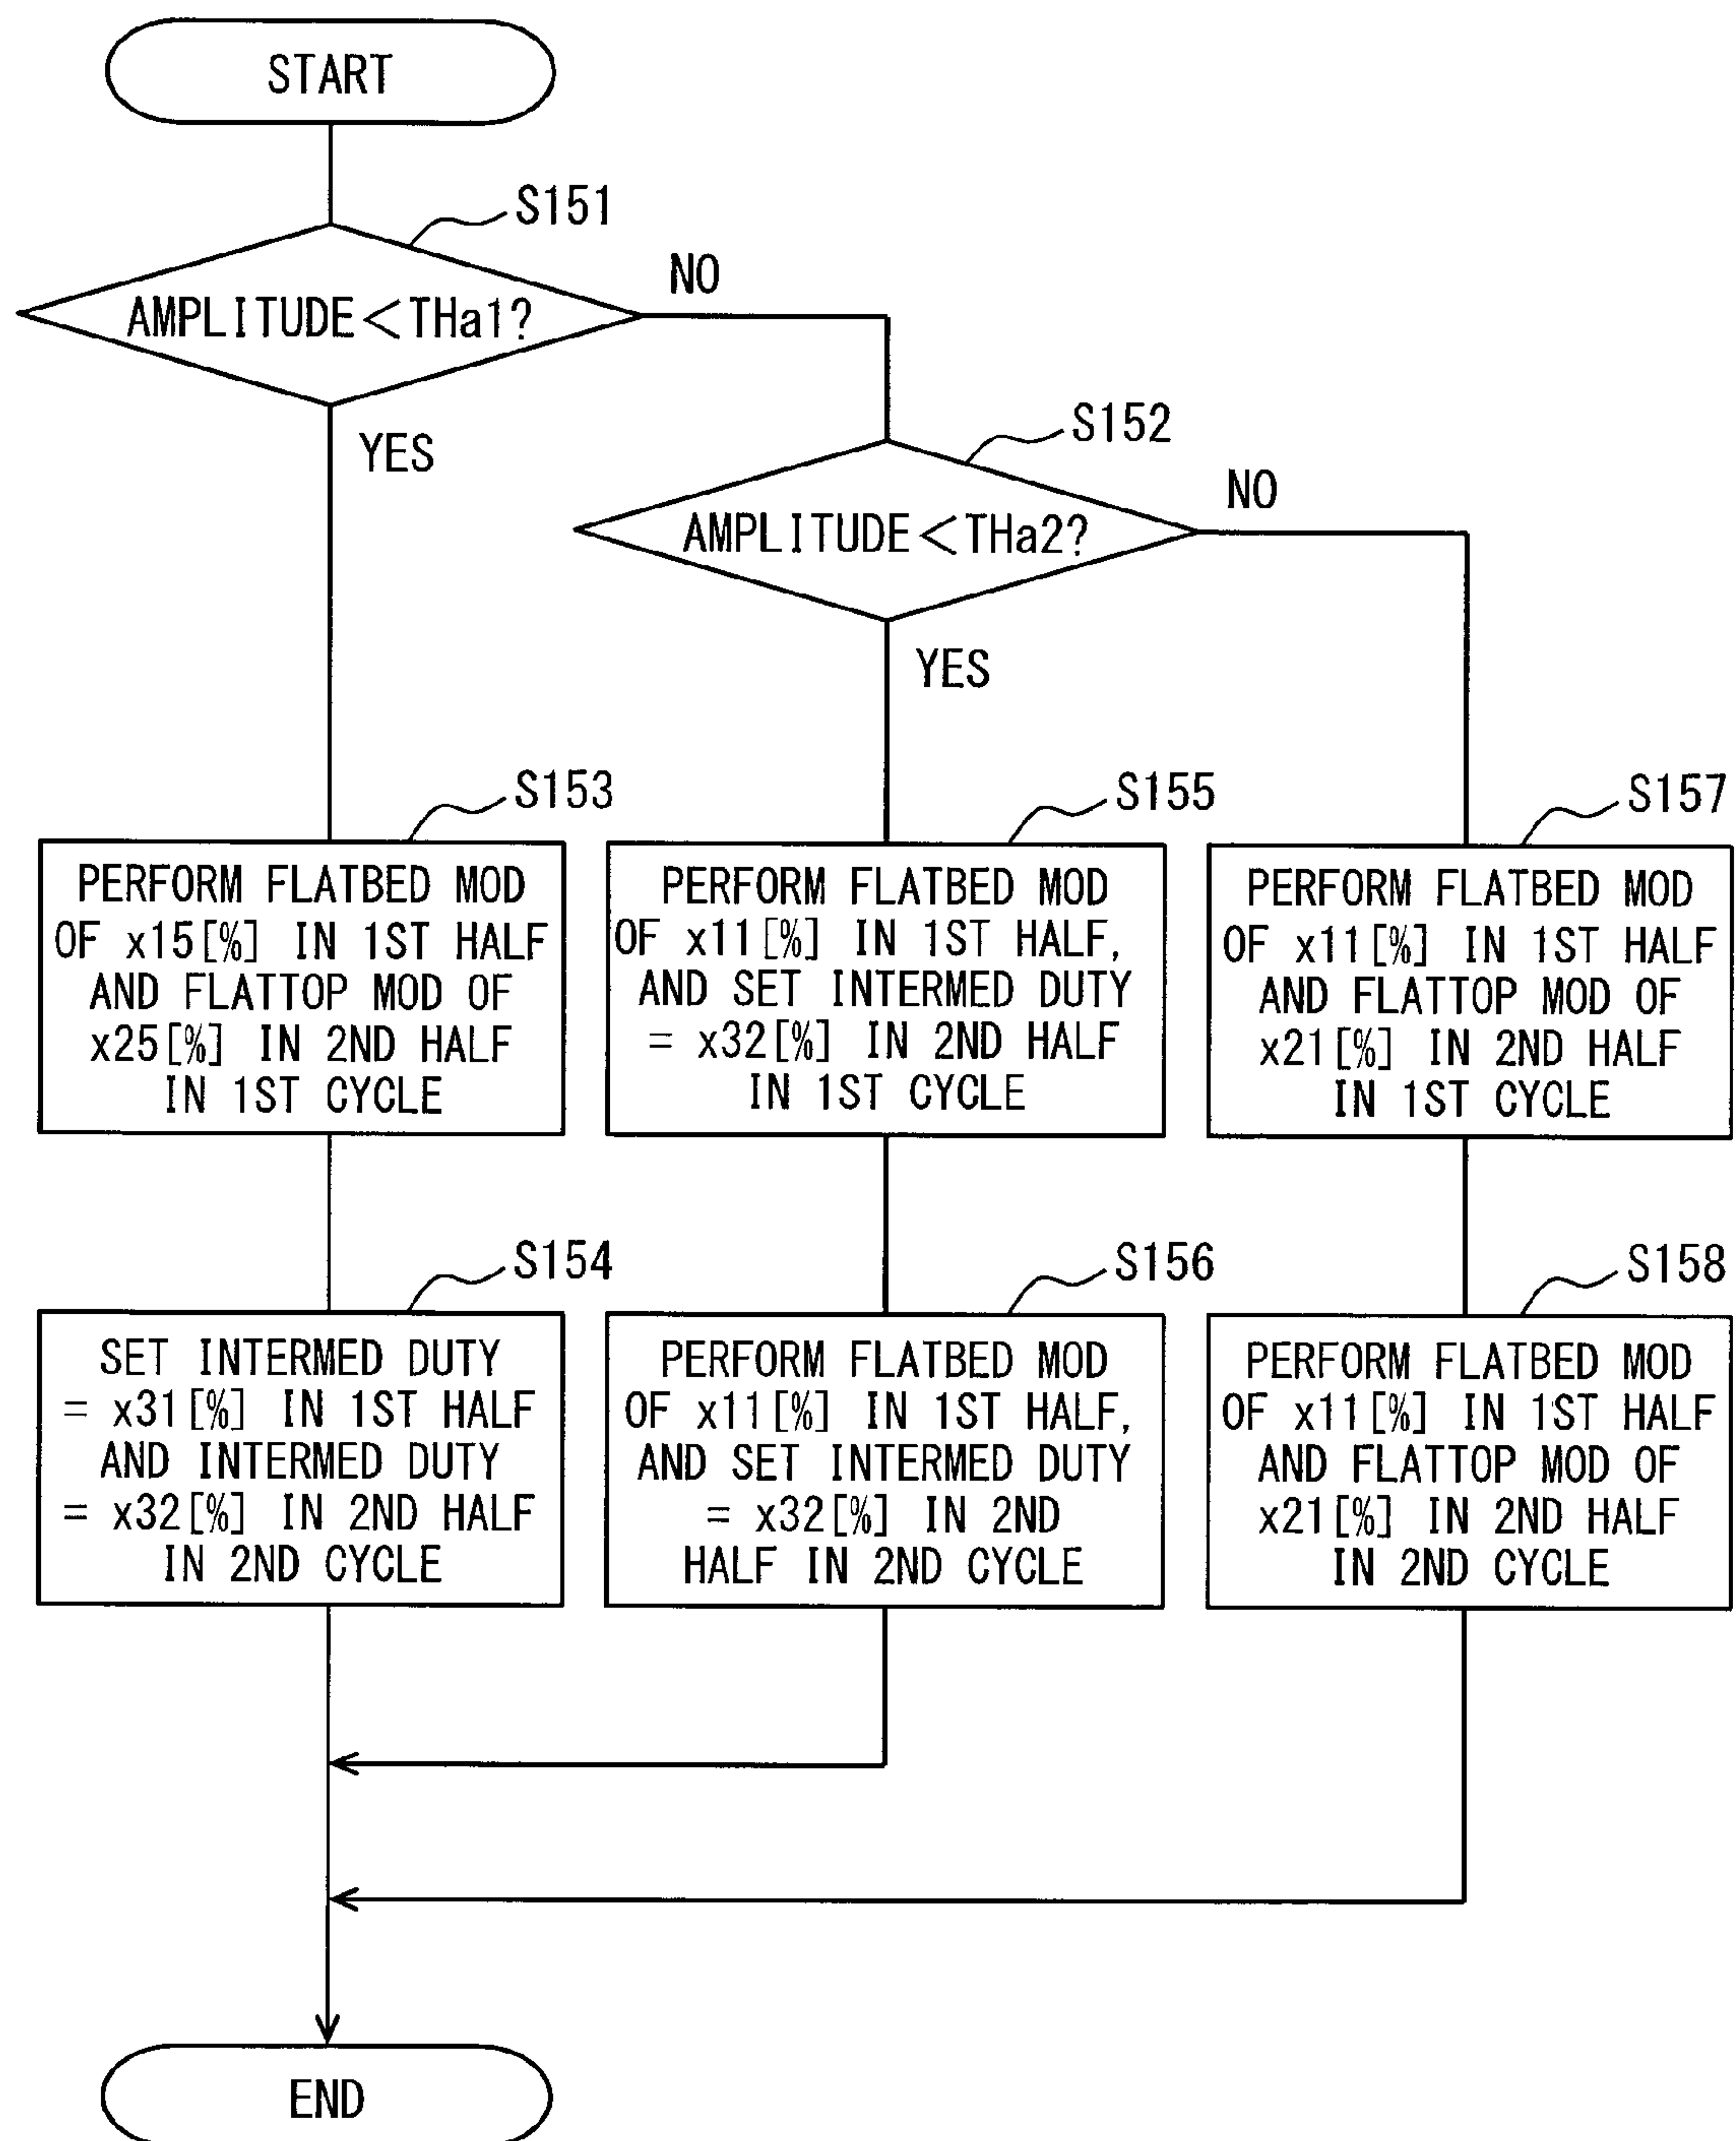 START
S151
AMPLITUDE<THa1?
NO
YES
S152
AMPLITUDE<THa2?
NO
YES
S153
PERFORM FLATBED MOD
OF x15[%] IN 1ST HALF
AND FLATTOP MOD OF
x25[%] IN 2ND HALF
IN 1ST CYCLE
S155
PERFORM FLATBED MOD
OF x11[%] IN 1ST HALF,
AND SET INTERMED DUTY
= x32[%] IN 2ND HALF
IN 1ST CYCLE
S157
PERFORM FLATBED MOD
OF x11[%] IN 1ST HALF
AND FLATTOP MOD OF
x21[%] IN 2ND HALF
IN 1ST CYCLE
S154
SET INTERMED DUTY
= x31[%] IN 1ST HALF
AND INTERMED DUTY
= x32[%] IN 2ND HALF
IN 2ND CYCLE
S156
PERFORM FLATBED MOD
OF x11[%] IN 1ST HALF,
AND SET INTERMED DUTY
= x32[%] IN 2ND
HALF IN 2ND CYCLE
S158
PERFORM FLATBED MOD
OF x11[%] IN 1ST HALF
AND FLATTOP MOD OF
x21[%] IN 2ND HALF
IN 2ND CYCLE
END